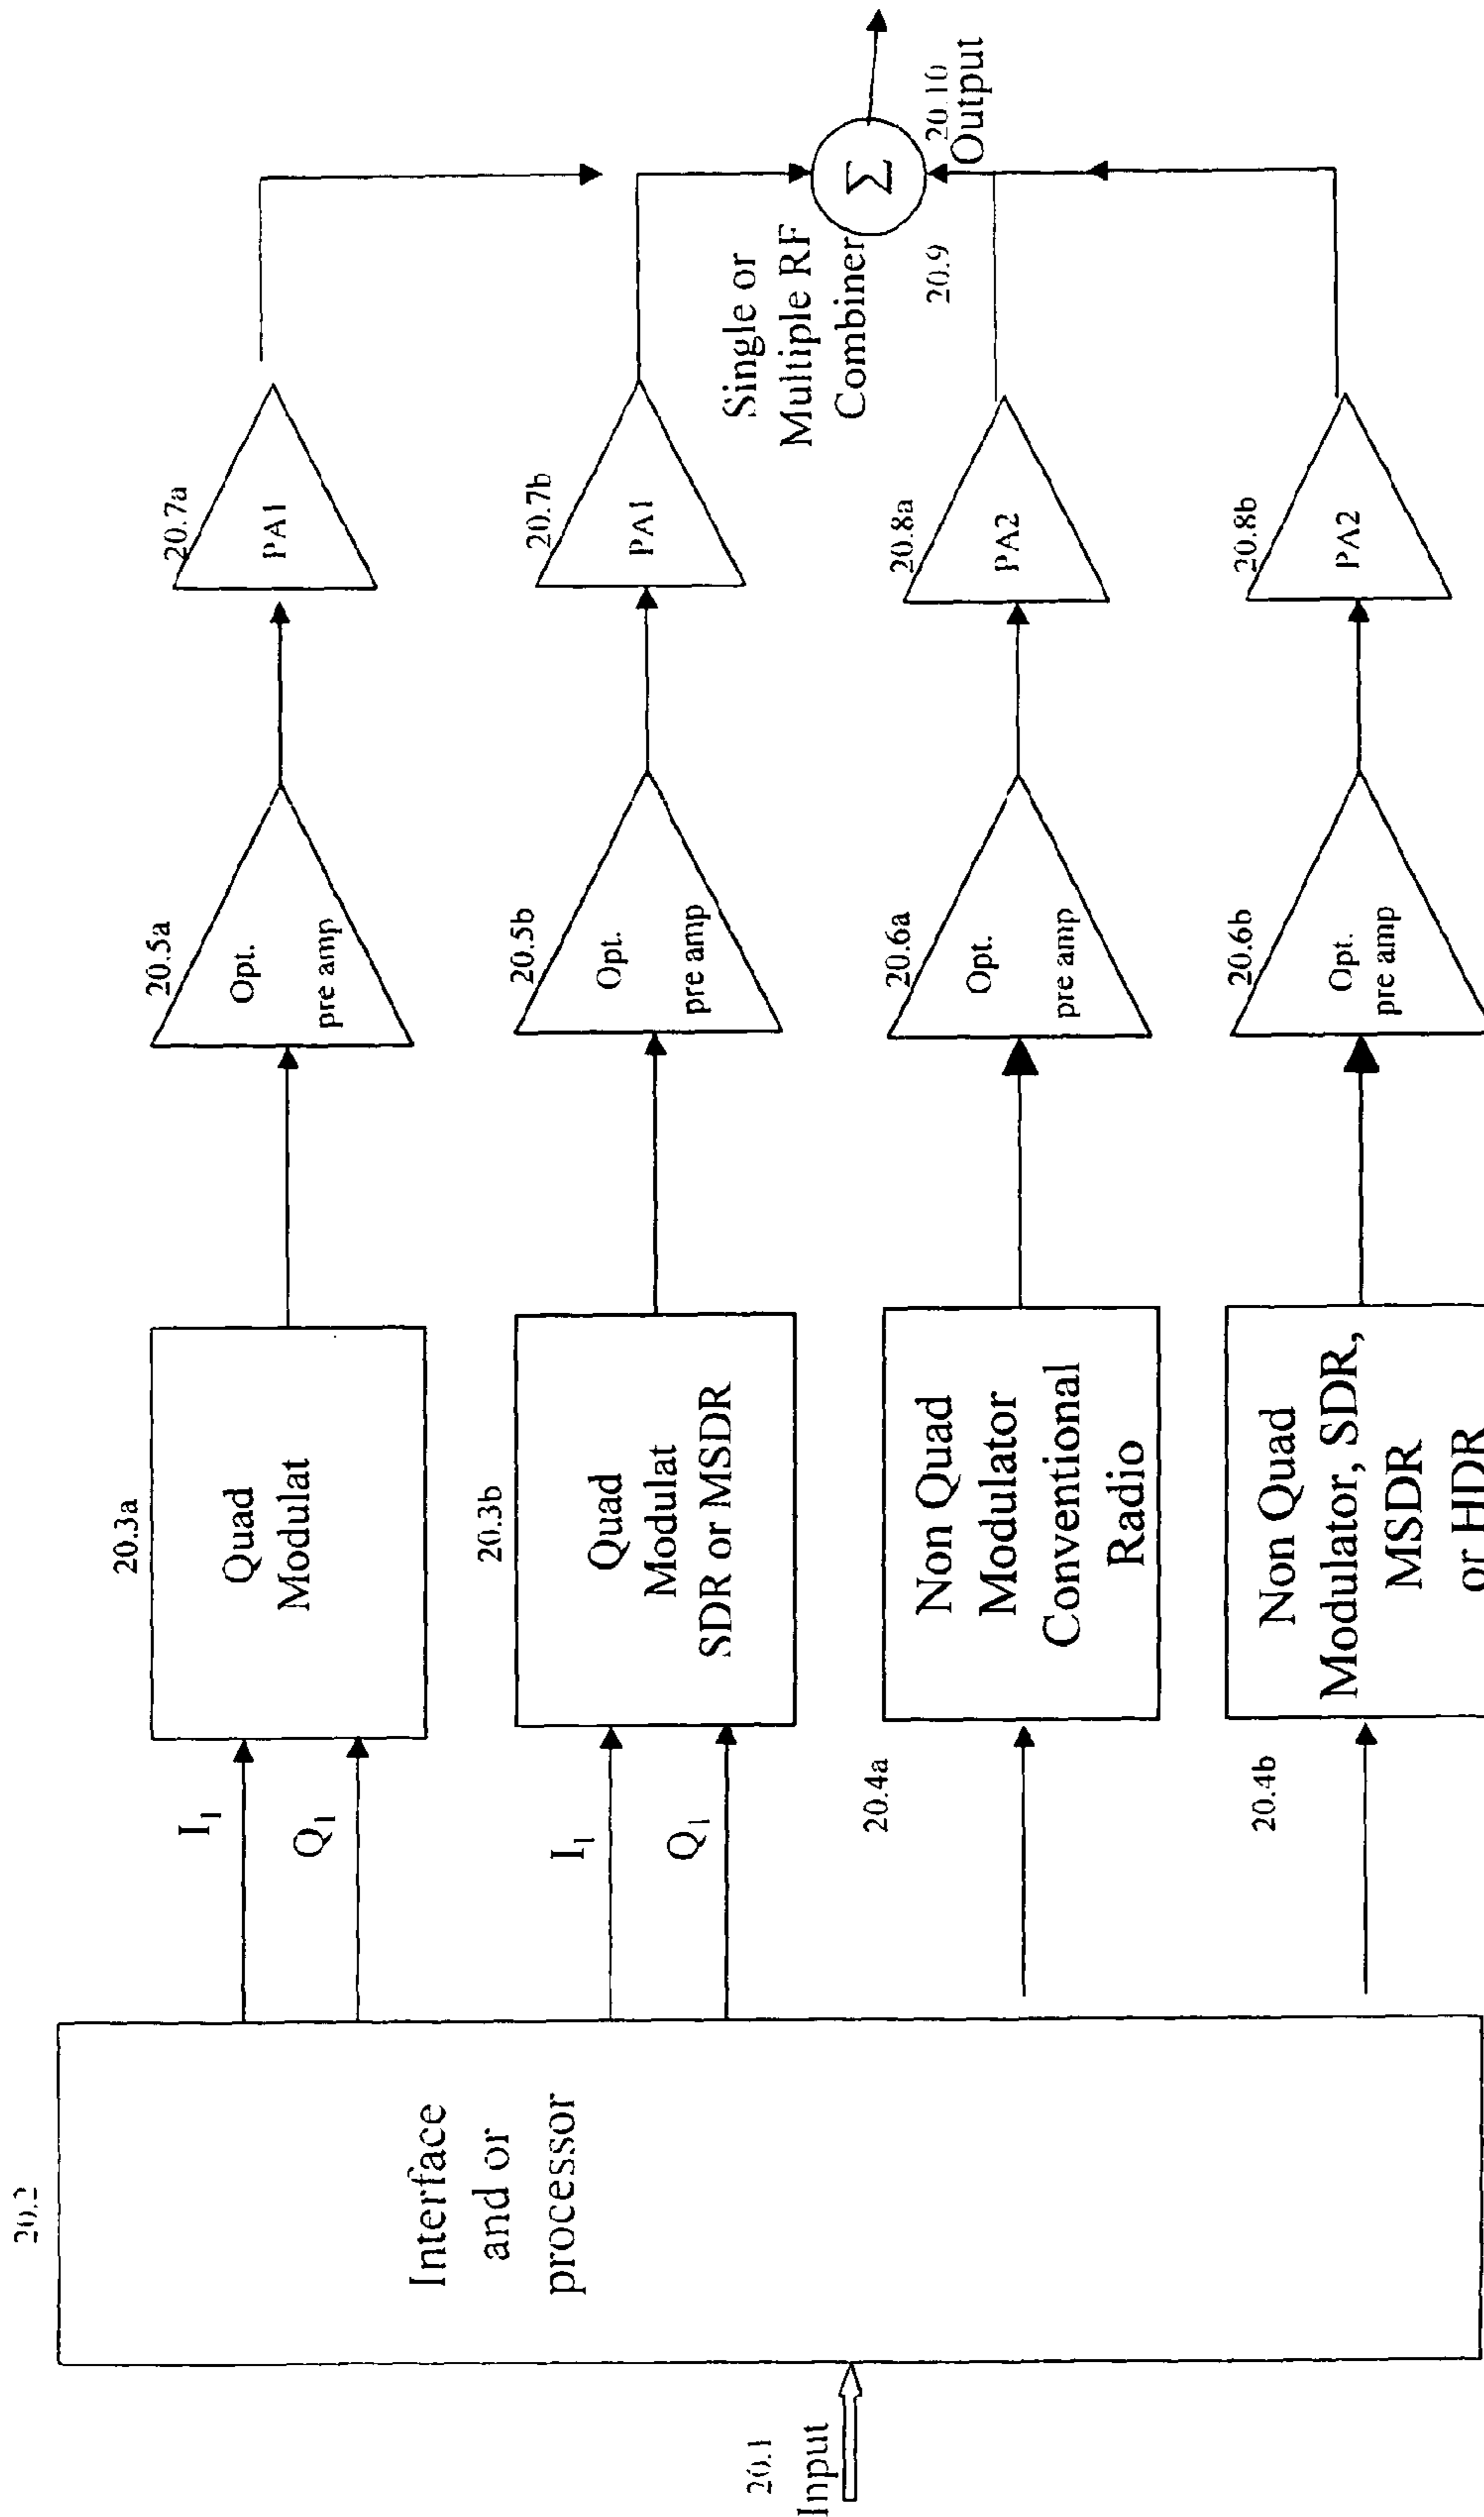 20.1
Input
20.2
Interface
and or
processor
I1
Q1
I1
Q1
20.4a
20.4b
20.3a
Quad
Modulat
20.3b
Quad
Modulat
SDR or MSDR
Non Quad
Modulator
Conventional
Radio
Non Quad
Modulator, SDR,
MSDR
or HDR
20.5a
Opt.
pre amp
20.5b
Opt.
pre amp
20.6a
Opt.
pre amp
20.6b
Opt.
pre amp
20.7a
PA1
20.7b
PA1
20.8a
PA2
20.8b
PA2
Single or
Multiple RF
Combiner
20.9
Σ
20.10
Output